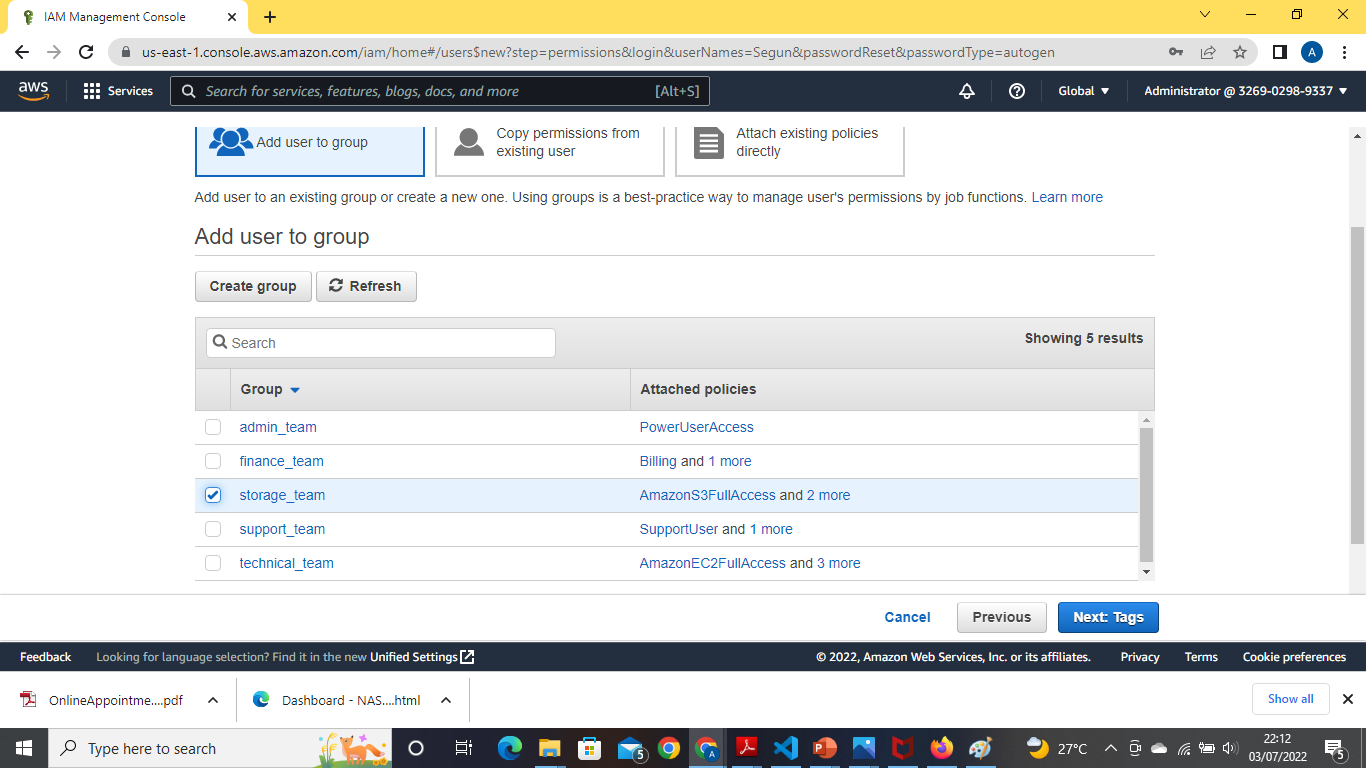 IAM Management Console
us-east-1.console.aws.amazon.com/iam/home#/users$new?step=permissions&login&userNames=Segun&passwordReset&passwordType=autogen
A
aws
Services
Search for services, features, blogs, docs, and more
[Alt+S]
Global
Administrator @ 3269-0298-9337
Add user to group
Copy permissions from
existing user
Attach existing policies
directly
Add user to an existing group or create a new one. Using groups is a best-practice way to manage user's permissions by job functions. Learn more
Add user to group
Create group
Refresh
Search
Showing 5 results
Group
Attached policies
admin_team
PowerUserAccess
finance_team
Billing and 1 more
storage_team
AmazonS3FullAccess and 2 more
support_team
SupportUser and 1 more
technical_team
AmazonEC2FullAccess and 3 more
Cancel
Previous
Next: Tags
Feedback
Looking for language selection? Find it in the new Unified Settings
© 2022, Amazon Web Services, Inc. or its affiliates.
Privacy
Terms
Cookie preferences
OnlineAppointme....pdf
Dashboard - NAS....html
Show all
Type here to search
5
A
27°C
22:12
03/07/2022
5